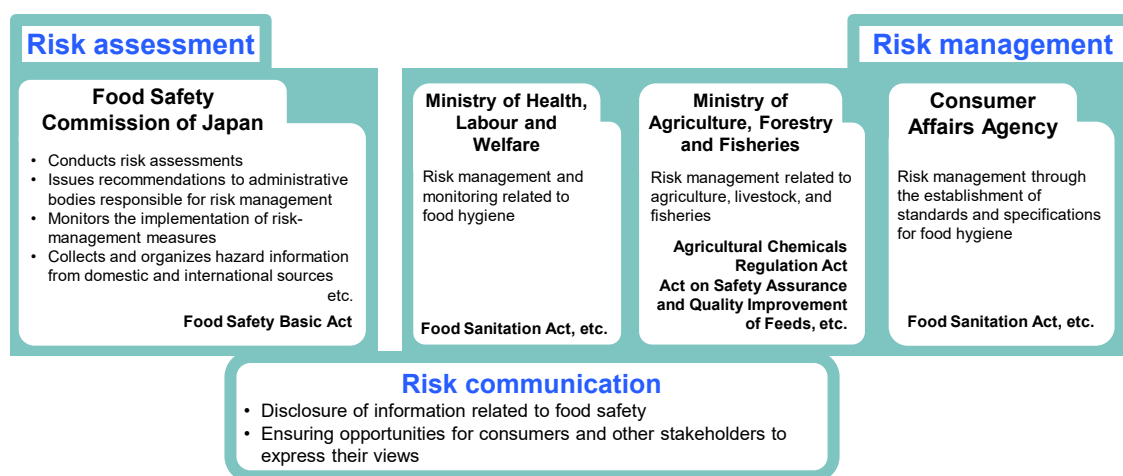 Risk assessment
Food Safety
Commission of Japan
• Conducts risk assessments
• Issues recommendations to administrative
bodies responsible for risk management
• Monitors the implementation of risk-
management measures
• Collects and organizes hazard information
from domestic and international sources
etc.
Food Safety Basic Act
Risk management
Ministry of Health,
Labour and
Welfare
Risk management and
monitoring related to
food hygiene
Food Sanitation Act, etc.
Ministry of
Agriculture, Forestry
and Fisheries
Risk management related to
agriculture, livestock, and
fisheries
Agricultural Chemicals
Regulation Act
Act on Safety Assurance
and Quality Improvement
of Feeds, etc.
Consumer
Affairs Agency
Risk management through
the establishment of
standards and specifications
for food hygiene
Food Sanitation Act, etc.
Risk communication
• Disclosure of information related to food safety
• Ensuring opportunities for consumers and other stakeholders to
express their views